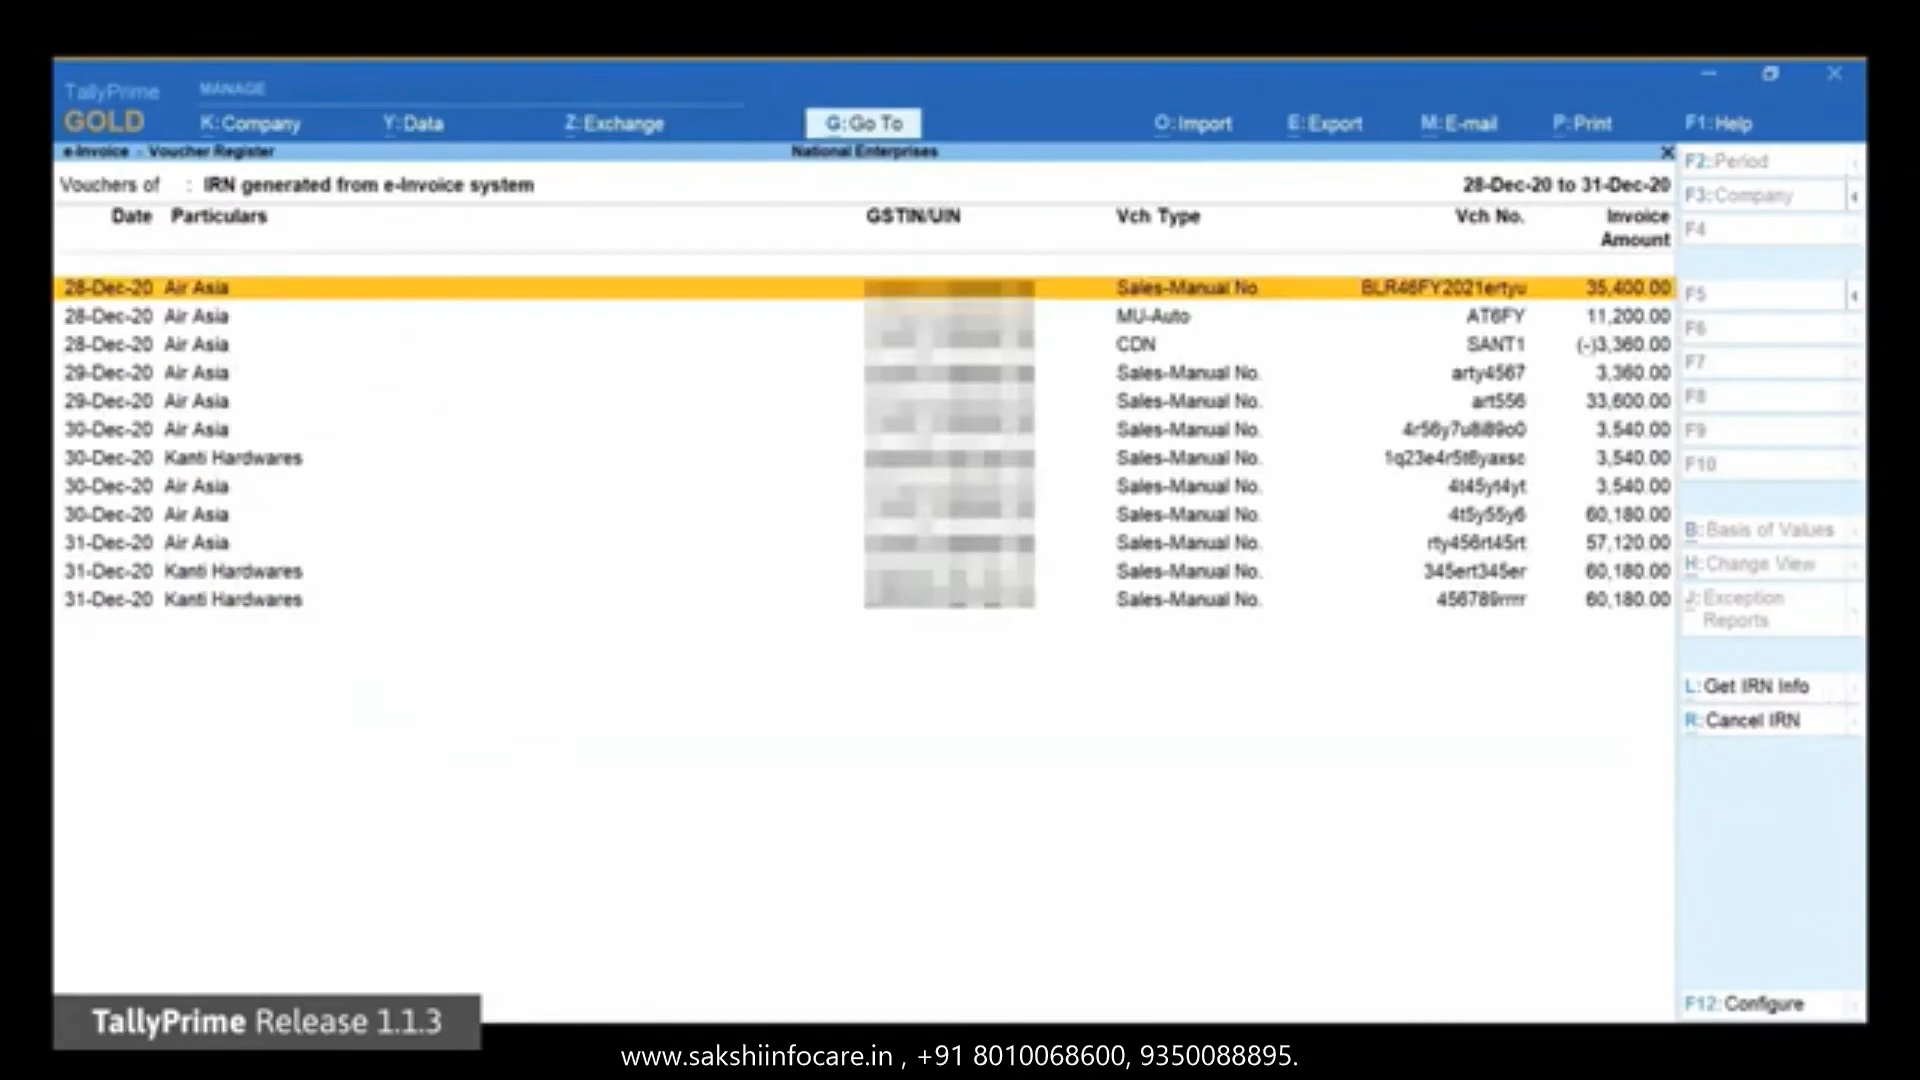 TallyPrime MANAGE
GOLD K:Company Y:Data Z:Exchange G:Go To O:Import E:Export M:E-mail P:Print F1:Help
e-Invoice - Voucher Register National Enterprises
Vouchers of : IRN generated from e-Invoice system 28-Dec-20 to 31-Dec-20
Date Particulars GSTIN/UIN Vch Type Vch No. Invoice
Amount
28-Dec-20 Air Asia Sales-Manual No. BLR46FY2021ertyu 35,400.00
28-Dec-20 Air Asia MU-Auto AT6FY 11,200.00
28-Dec-20 Air Asia CDN SANT1 (-)3,360.00
29-Dec-20 Air Asia Sales-Manual No. arty4567 3,360.00
29-Dec-20 Air Asia Sales-Manual No. art556 33,600.00
30-Dec-20 Air Asia Sales-Manual No. 4r56y7u8i89o0 3,540.00
30-Dec-20 Kanti Hardwares Sales-Manual No. 1q23e4r5t6yaxsc 3,540.00
30-Dec-20 Air Asia Sales-Manual No. 4t45yt4yt 3,540.00
30-Dec-20 Air Asia Sales-Manual No. 4t5y55y6 60,180.00
31-Dec-20 Air Asia Sales-Manual No. rty456rt45rt 57,120.00
31-Dec-20 Kanti Hardwares Sales-Manual No. 345ert345er 60,180.00
31-Dec-20 Kanti Hardwares Sales-Manual No. 60,180.00
F2:Period
F3:Company
F4
F5
F6
F7
F8
F9
F10
B:Basis of Values
H:Change View
J:Exception
Reports
L:Get IRN Info
R:Cancel IRN
F12:Configure
TallyPrime Release 1.1.3
www.sakshiinfocare.in , +91 8010068600, 9350088895.